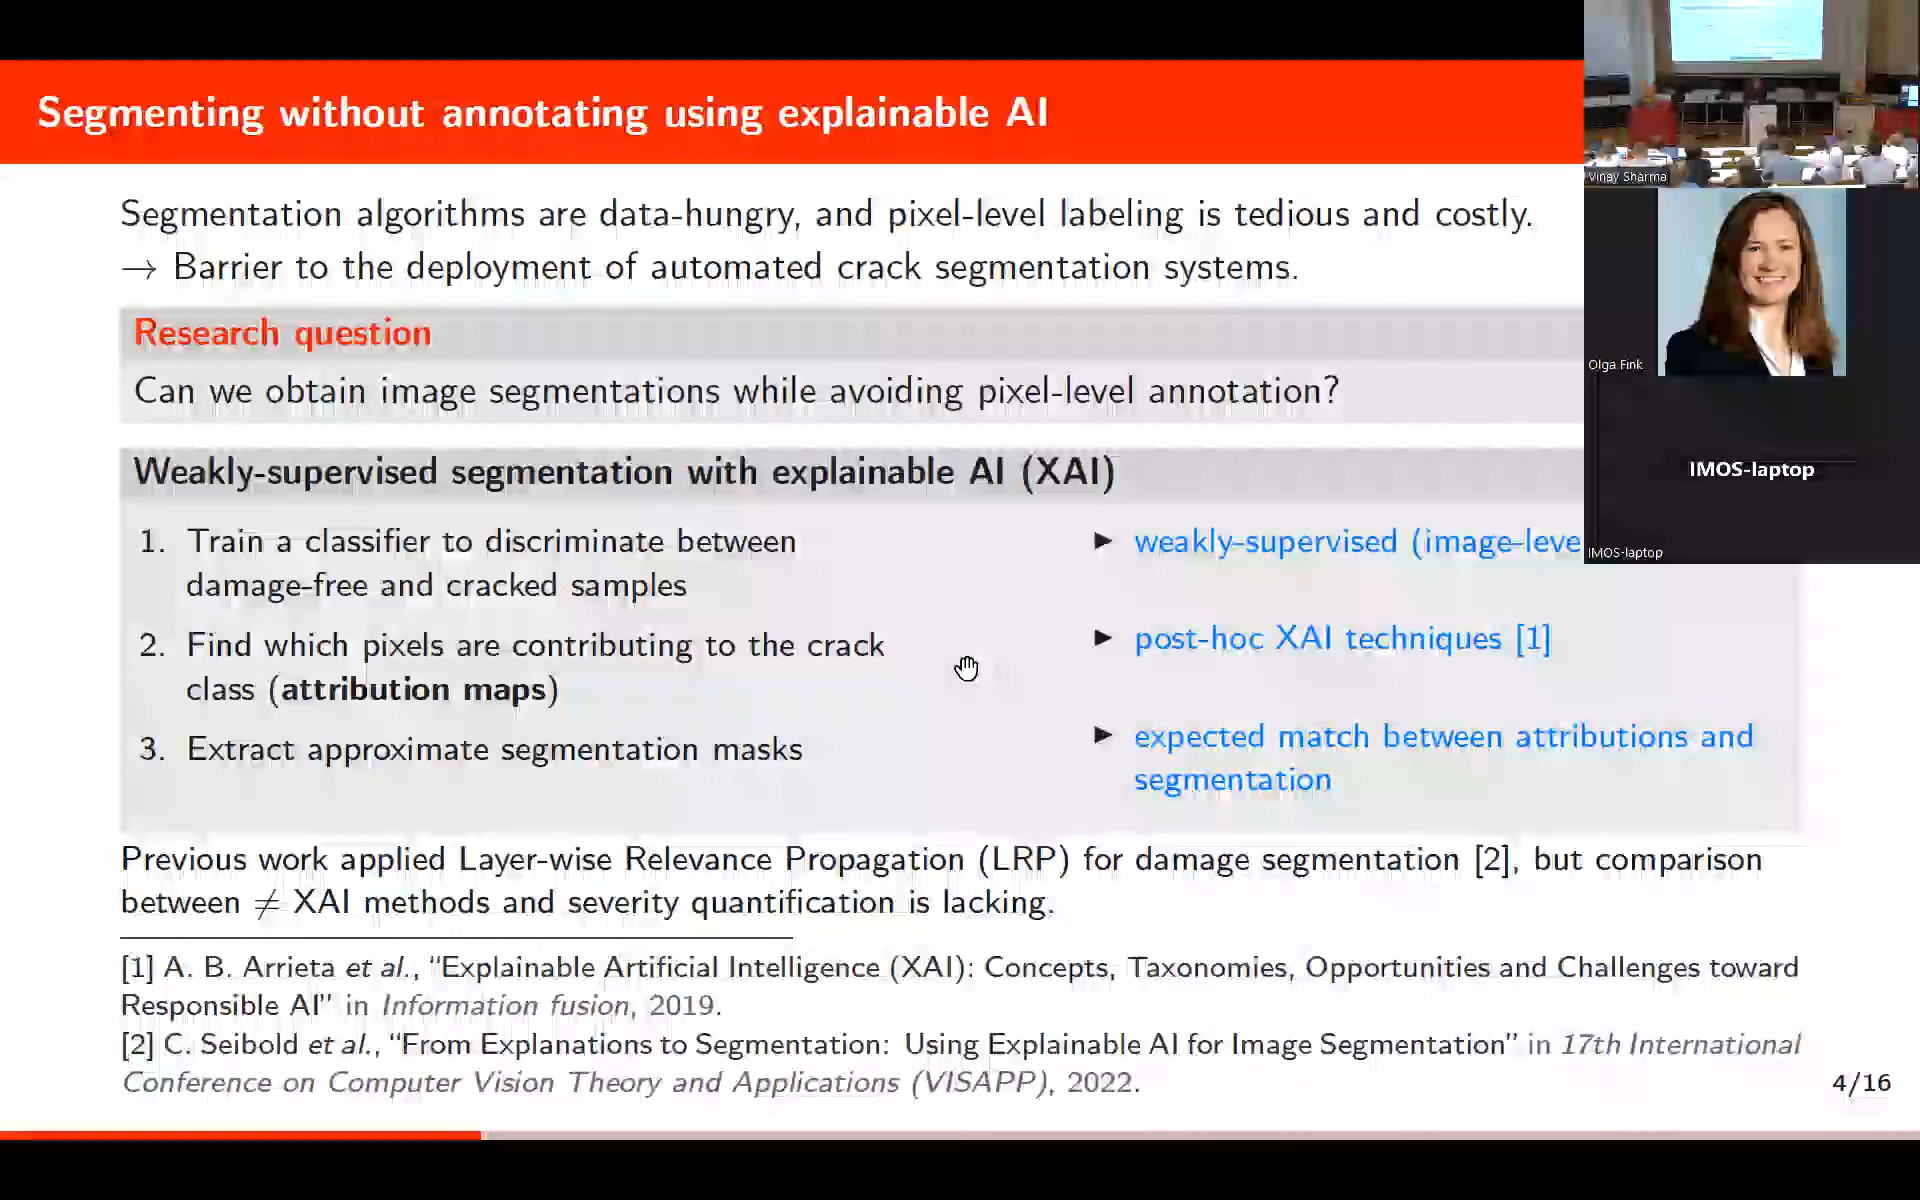 Segmenting without annotating using explainable AI
Segmentation algorithms are data-hungry, and pixel-level labeling is tedious and costly.
→ Barrier to the deployment of automated crack segmentation systems.
Research question
Can we obtain image segmentations while avoiding pixel-level annotation?
Weakly-supervised segmentation with explainable AI (XAI)
1. Train a classifier to discriminate between
damage-free and cracked samples
2. Find which pixels are contributing to the crack
class (attribution maps)
3. Extract approximate segmentation masks
► weakly-supervised (image-leve
► post-hoc XAI techniques [1]
► expected match between attributions and
segmentation
Previous work applied Layer-wise Relevance Propagation (LRP) for damage segmentation [2], but comparison
between ≠ XAI methods and severity quantification is lacking.
[1] A. B. Arrieta et al., “Explainable Artificial Intelligence (XAI): Concepts, Taxonomies, Opportunities and Challenges toward
Responsible AI” in Information fusion, 2019.
[2] C. Seibold et al., “From Explanations to Segmentation: Using Explainable AI for Image Segmentation” in 17th International
Conference on Computer Vision Theory and Applications (VISAPP), 2022.
4/16
Vinay Sharma
Olga Fink
IMOS-laptop
IMOS-laptop